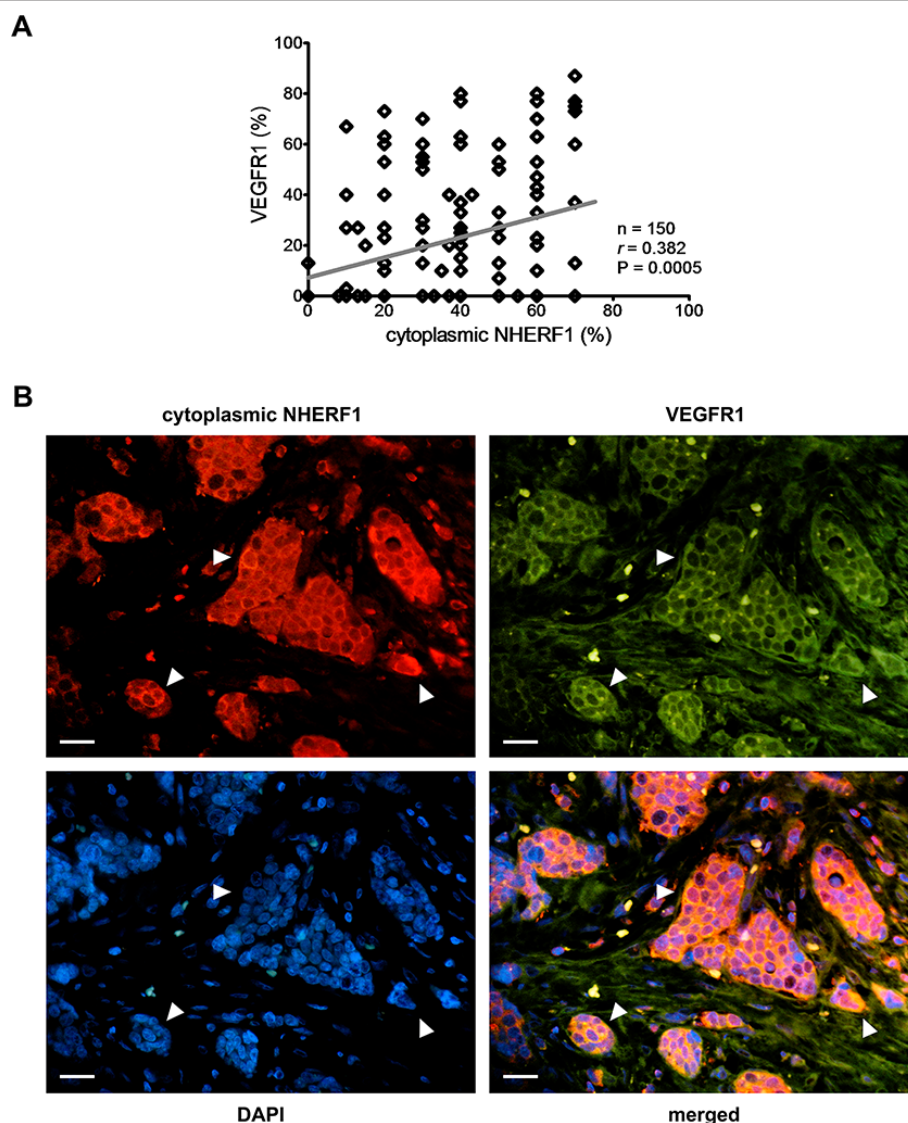 A
100
80
60
40
20
0
VEGFR1 (%)
n = 150
r = 0.382
P = 0.0005
0 20 40 60 80 100
cytoplasmic NHERF1 (%)
B
cytoplasmic NHERF1 VEGFR1
DAPI merged